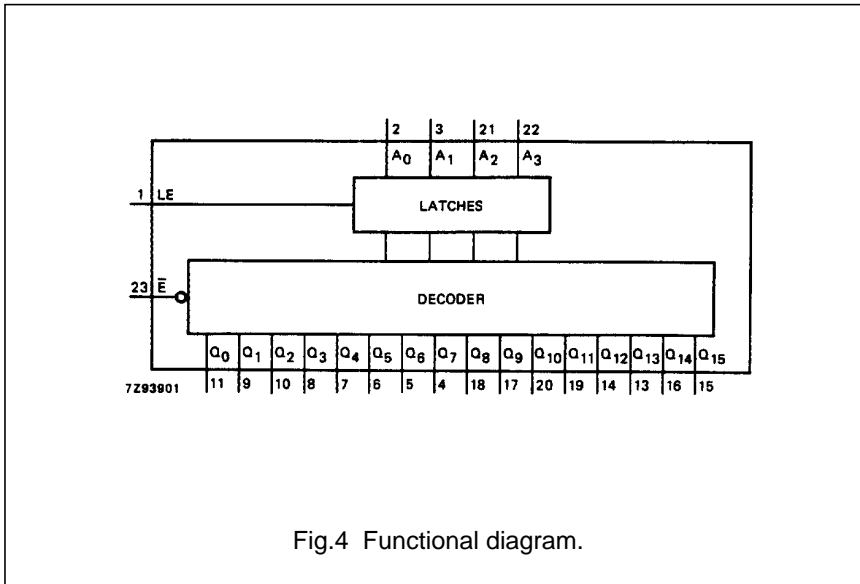 2 3 21 22
A0 A1 A2 A3
1 LE
LATCHES
23 E̅
DECODER
Q0 Q1 Q2 Q3 Q4 Q5 Q6 Q7 Q8 Q9 Q10 Q11 Q12 Q13 Q14 Q15
7Z93901 11 9 10 8 7 6 5 4 18 17 20 19 14 13 16 15
Fig.4 Functional diagram.